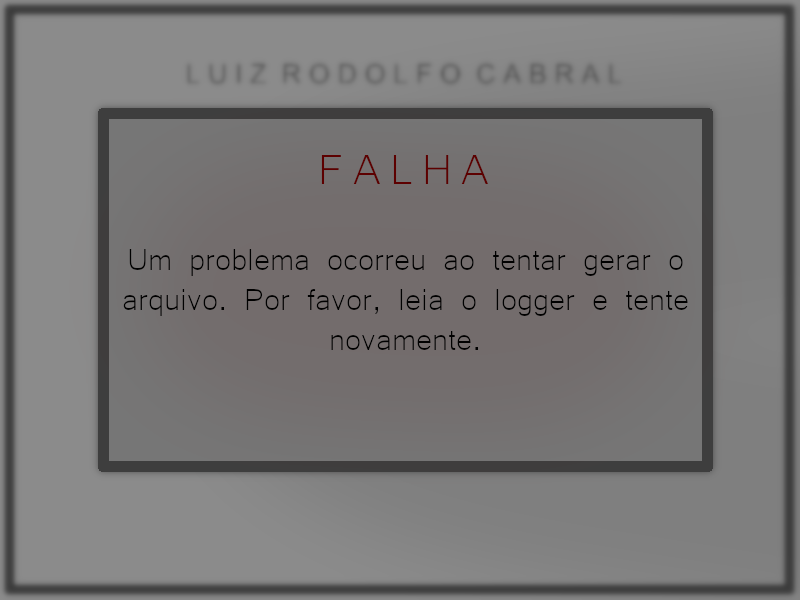 LUIZ RODOLFO CABRAL
FALHA
Um problema ocorreu ao tentar gerar o
arquivo. Por favor, leia o logger e tente
novamente.